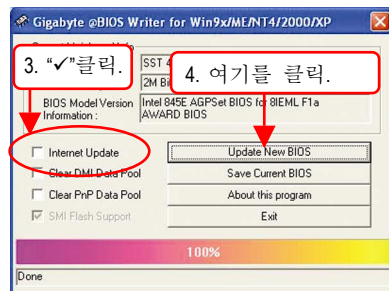 Gigabyte @BIOS Writer for Win9x/ME/NT4/2000/XP
3. “✓”클릭.
SST
4. 여기를 클릭.
2M
BIOS Model Version Information :
Intel 845E AGPSet BIOS for 8IEML F1a
AWARD BIOS
Internet Update
Update New BIOS
Clear DMI Data Pool
Save Current BIOS
Clear PnP Data Pool
About this program
SMI Flash Support
Exit
100%
Done